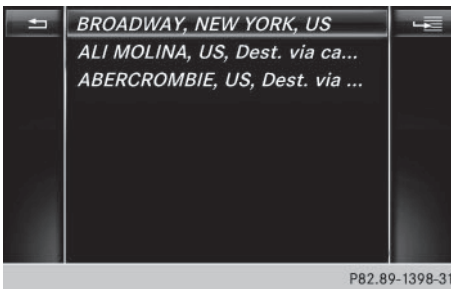 BROADWAY, NEW YORK, US
ALI MOLINA, US, Dest. via ca...
ABERCROMBIE, US, Dest. via ...
P82.89-1398-31